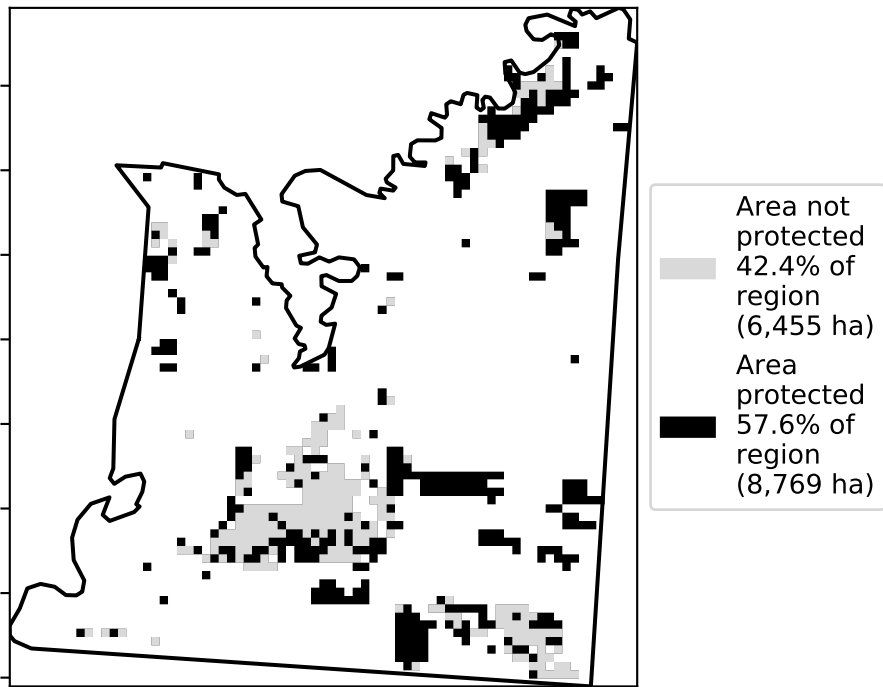 Area not
protected
42.4% of
region
(6,455 ha)
Area
protected
57.6% of
region
(8,769 ha)